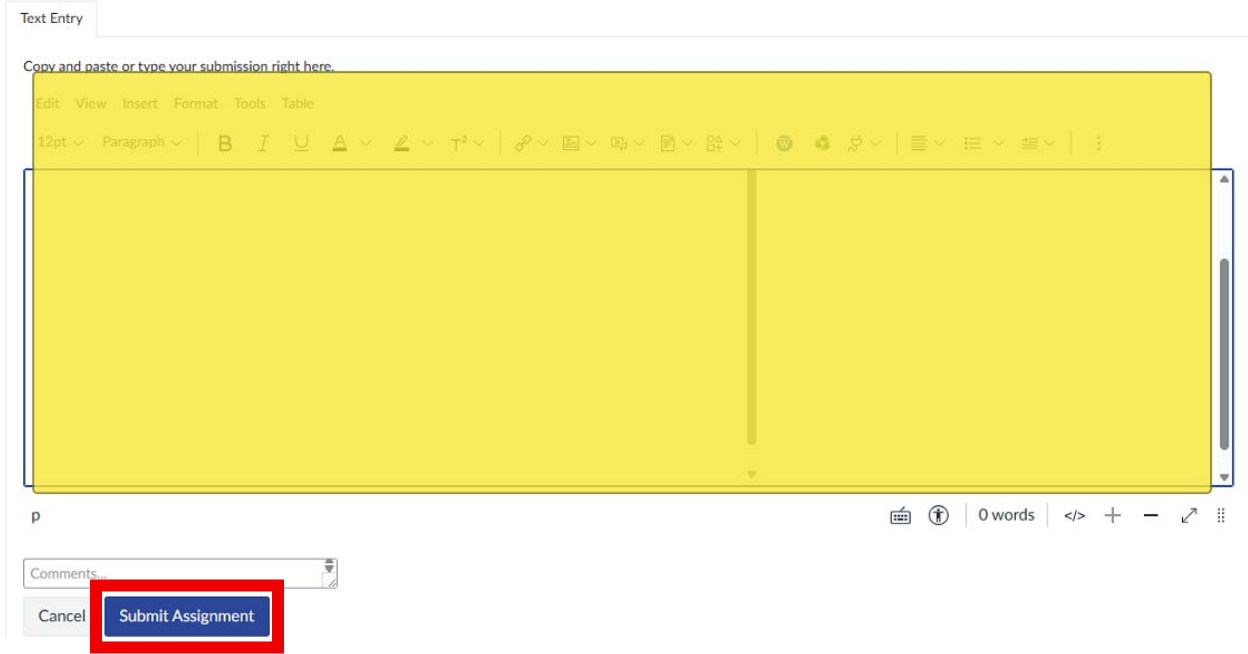 Text Entry
Copy and paste or type your submission right here.
Edit View Insert Format Tools Table
12pt Paragraph B I U A T²
p
0 words </>
Comments...
Cancel Submit Assignment